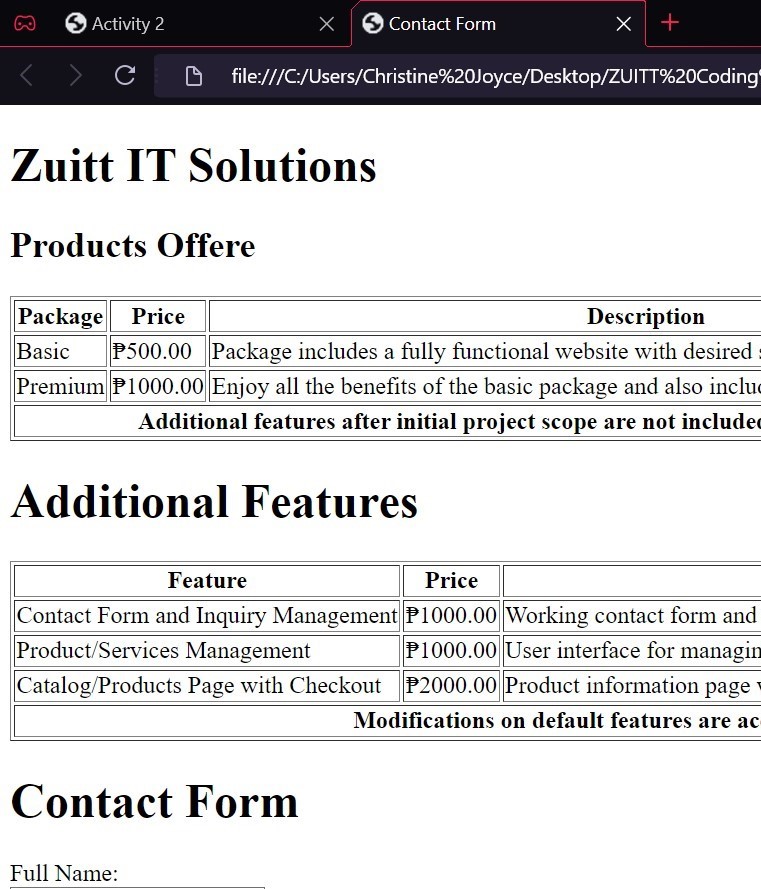 Activity 2
Contact Form
file:///C:/Users/Christine%20Joyce/Desktop/ZUITT%20Coding%
Zuitt IT Solutions
Products Offere
Package Price Description
Basic ₱500.00 Package includes a fully functional website with desired
Premium ₱1000.00 Enjoy all the benefits of the basic package and also
Additional features after initial project scope are not included
Additional Features
Feature Price
Contact Form and Inquiry Management ₱1000.00 Working contact form and
Product/Services Management ₱1000.00 User interface for
Catalog/Products Page with Checkout ₱2000.00 Product information page
Modifications on default features are
Contact Form
Full Name: